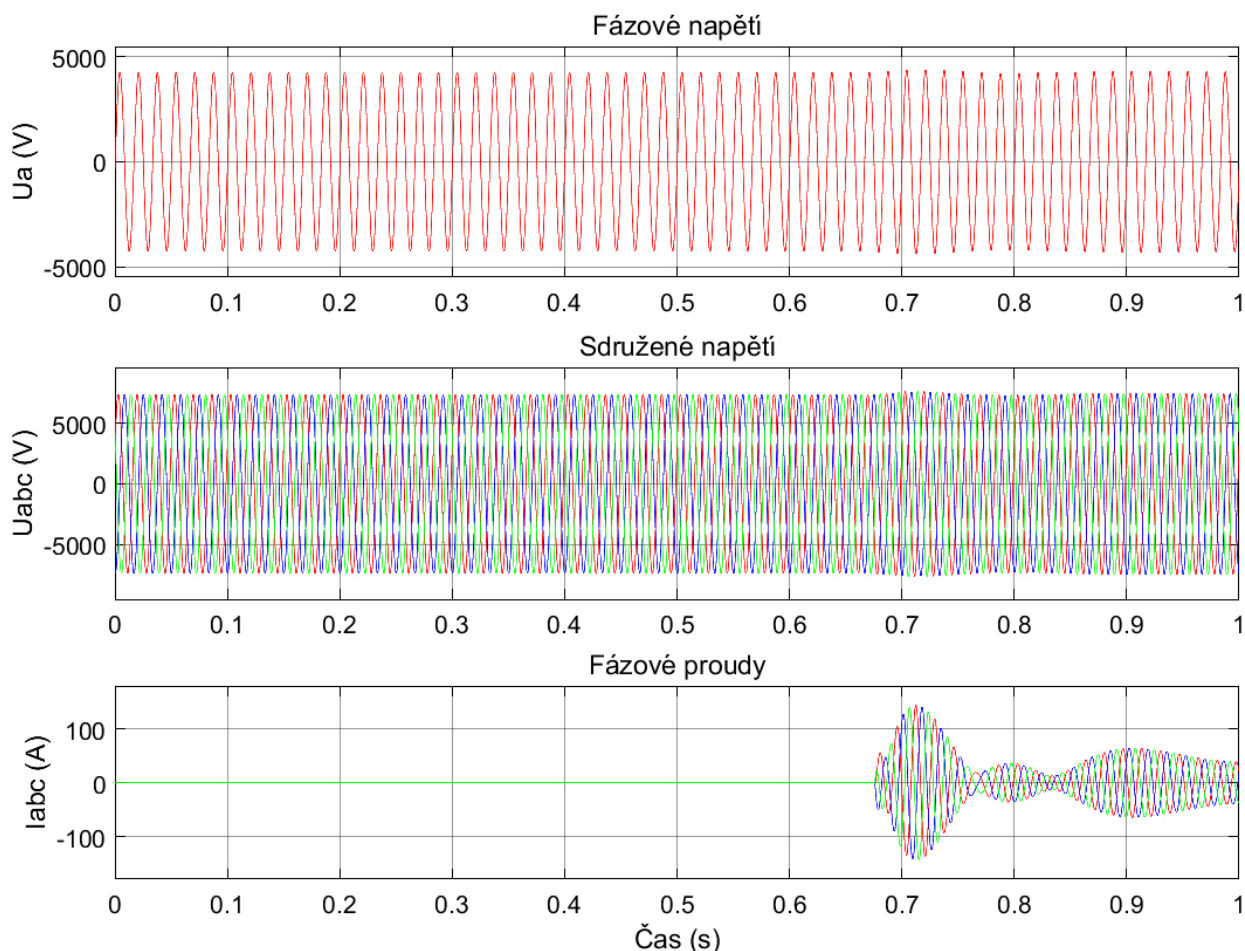 Fázové napětí
Ua (V)
5000
0
-5000
0 0.1 0.2 0.3 0.4 0.5 0.6 0.7 0.8 0.9 1
Sdružené napětí
Uabc (V)
5000
0
-5000
0 0.1 0.2 0.3 0.4 0.5 0.6 0.7 0.8 0.9 1
Fázové proudy
Iabc (A)
100
0
-100
0 0.1 0.2 0.3 0.4 0.5 0.6 0.7 0.8 0.9 1
Čas (s)